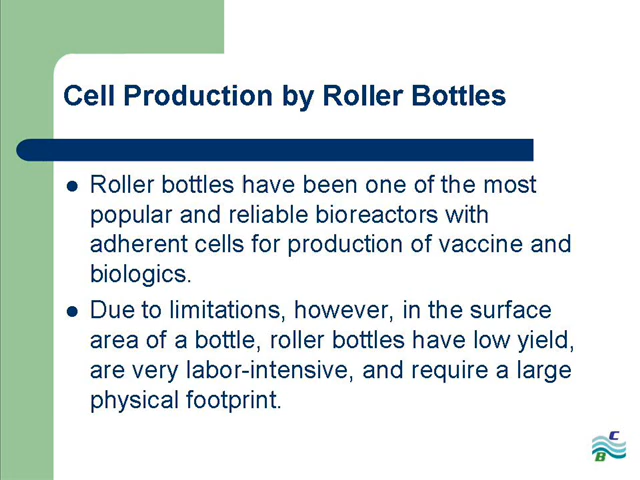 Cell Production by Roller Bottles
Roller bottles have been one of the most
popular and reliable bioreactors with
adherent cells for production of vaccine and
biologics.
Due to limitations, however, in the surface
area of a bottle, roller bottles have low yield,
are very labor-intensive, and require a large
physical footprint.
C
B